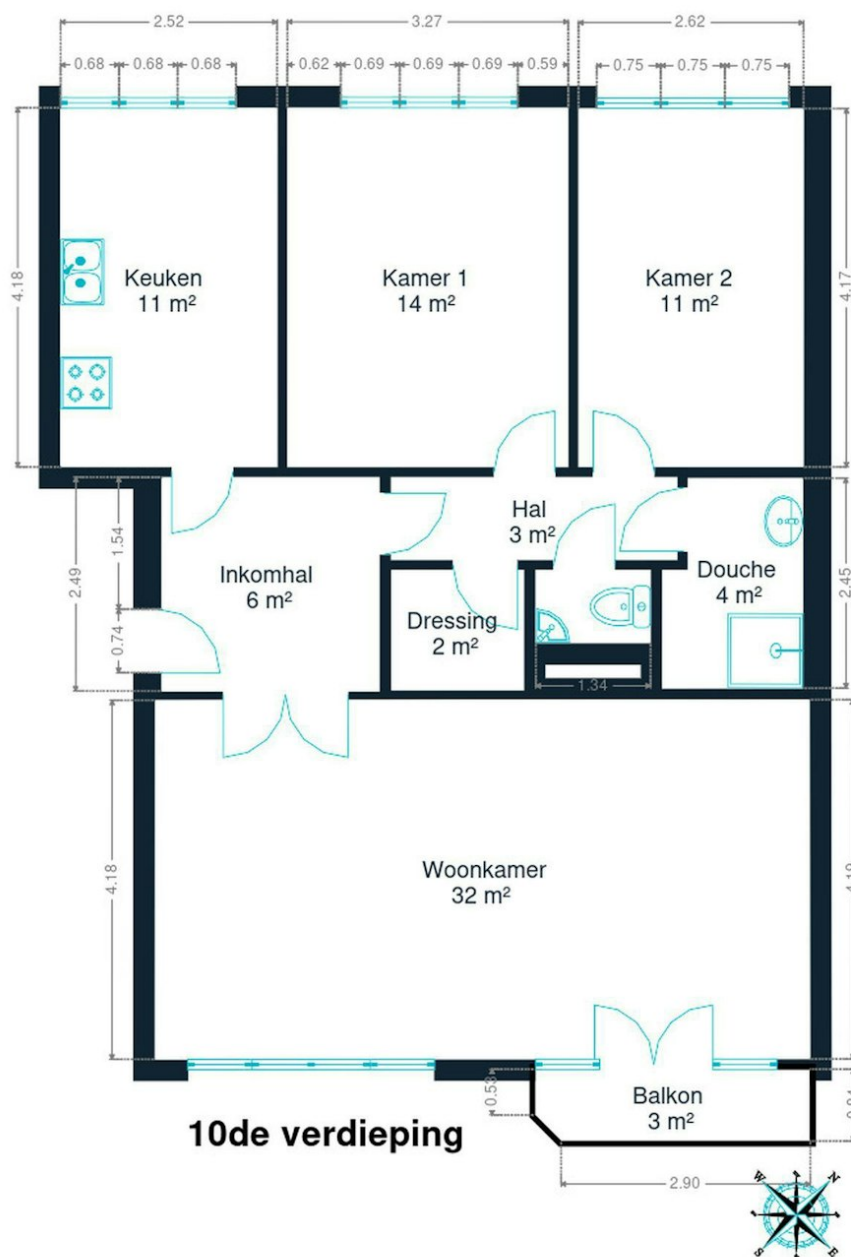 2.52 3.27 2.62
0.68 0.68 0.68 0.62 0.69 0.69 0.69 0.59 0.75 0.75 0.75
4.18
Keuken
11 m²
Kamer 1
14 m²
Kamer 2
11 m²
4.17
2.49
1.54
0.74
Inkomhal
6 m²
Hal
3 m²
Dressing
2 m²
Douche
4 m²
2.45
1.34
4.18
Woonkamer
32 m²
0.53
Balkon
3 m²
10de verdieping
2.90
W N
S E